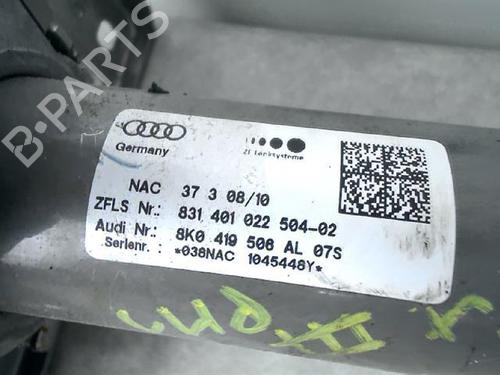 B-PARTS
Germany
ZF Lenksysteme
NAC 37 3 08/10
ZFLS Nr.: 831 401 022 504-02
Audi Nr.: 8K0 419 506 AL 07S
Serienr.: *038NAC 1045448Y*